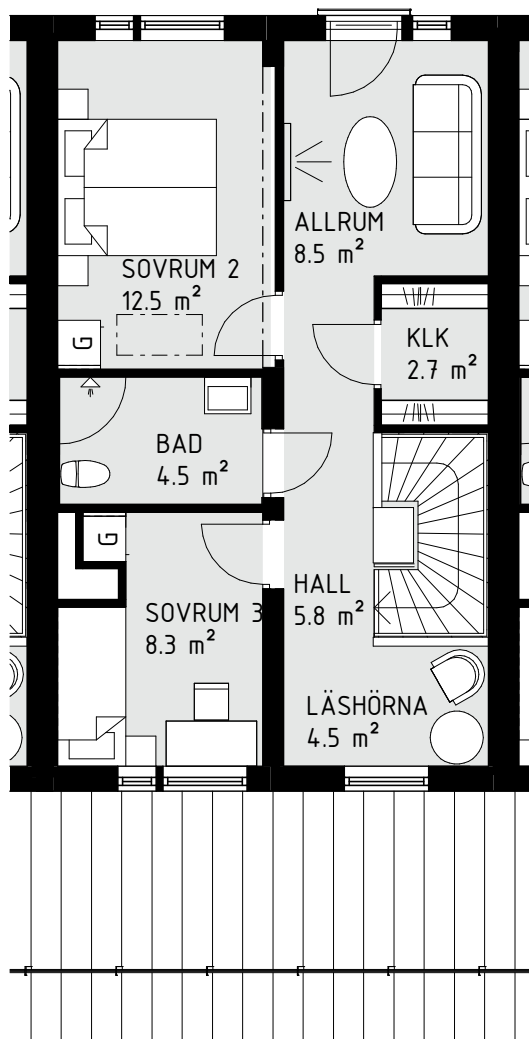 ALLRUM
8.5 m²
SOVRUM 2
12.5 m²
G
KLK
2.7 m²
BAD
4.5 m²
G
HALL
5.8 m²
SOVRUM 3
8.3 m²
LÄSHÖRNA
4.5 m²